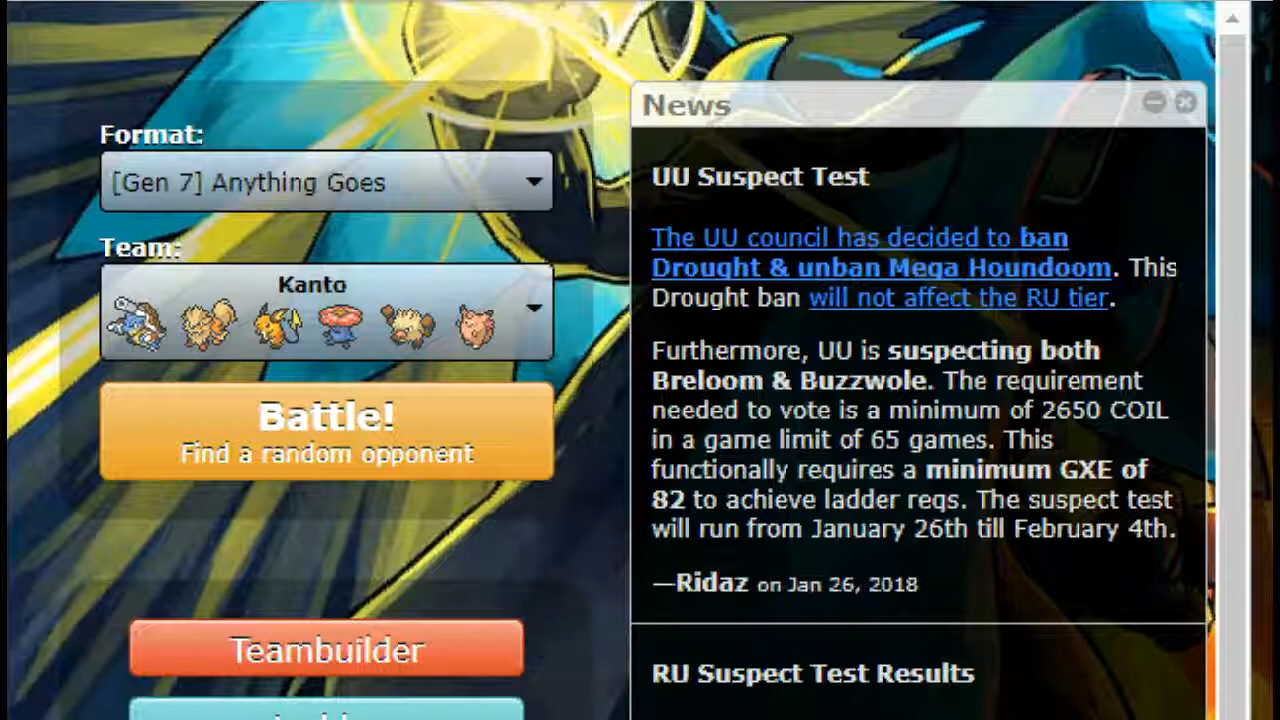 Format:
[Gen 7] Anything Goes
Team:
Kanto
Battle!
Find a random opponent
Teambuilder
News
UU Suspect Test
The UU council has decided to ban
Drought & unban Mega Houndoom. This
Drought ban will not affect the RU tier.
Furthermore, UU is suspecting both
Breloom & Buzzwole. The requirement
needed to vote is a minimum of 2650 COIL
in a game limit of 65 games. This
functionally requires a minimum GXE of
82 to achieve ladder reqs. The suspect test
will run from January 26th till February 4th.
—Ridaz on Jan 26, 2018
RU Suspect Test Results